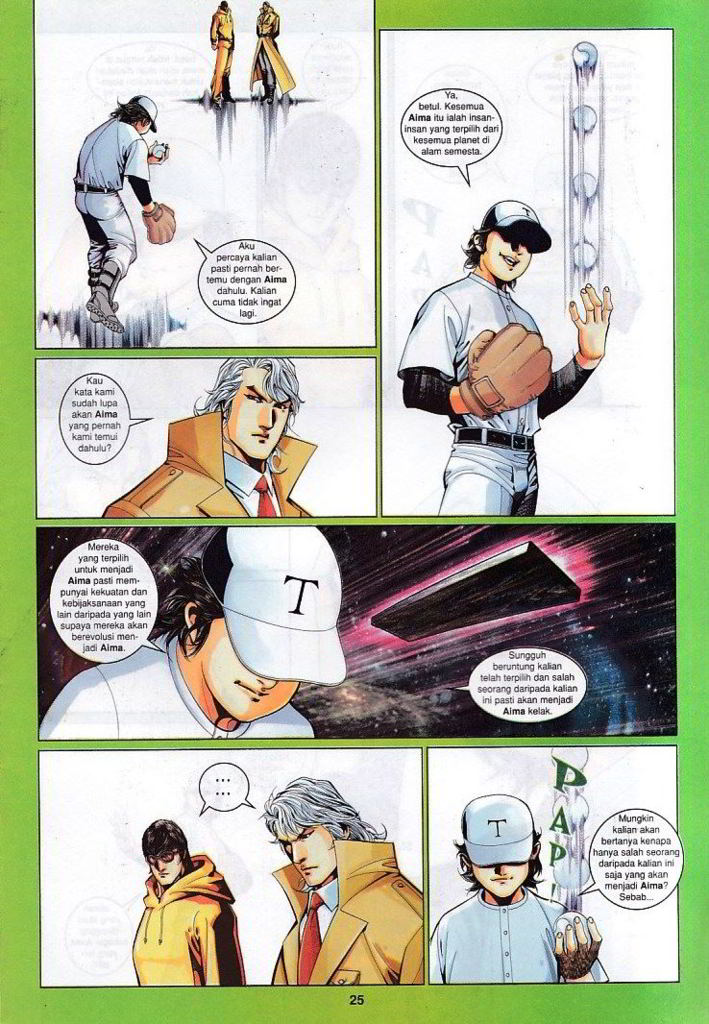 Aku
percaya kalian
pasti pernah ber-
temu dengan Aima
dahulu. Kalian
cuma tidak ingat
lagi.
Ya,
betul. Kesemua
Aima itu ialah insan-
insan yang terpilih dari
kesemua planet di
alam semesta.
T
Kau
kata kami
sudah lupa
akan Aima
yang pernah
kami temui
dahulu?
Mereka
yang terpilih
untuk menjadi
Aima pasti mem-
punyai kekuatan dan
kebijaksanaan yang
lain daripada yang lain
supaya mereka akan
berevolusi men-
jadi Aima.
T
Sungguh
beruntung kalian
telah terpilih dan salah
seorang daripada kalian
ini pasti akan menjadi
Aima kelak.
...
...
PAP!
T
Mungkin
kalian akan
bertanya kenapa
hanya salah seorang
daripada kalian ini
saja yang akan
menjadi Aima?
Sebab...
25